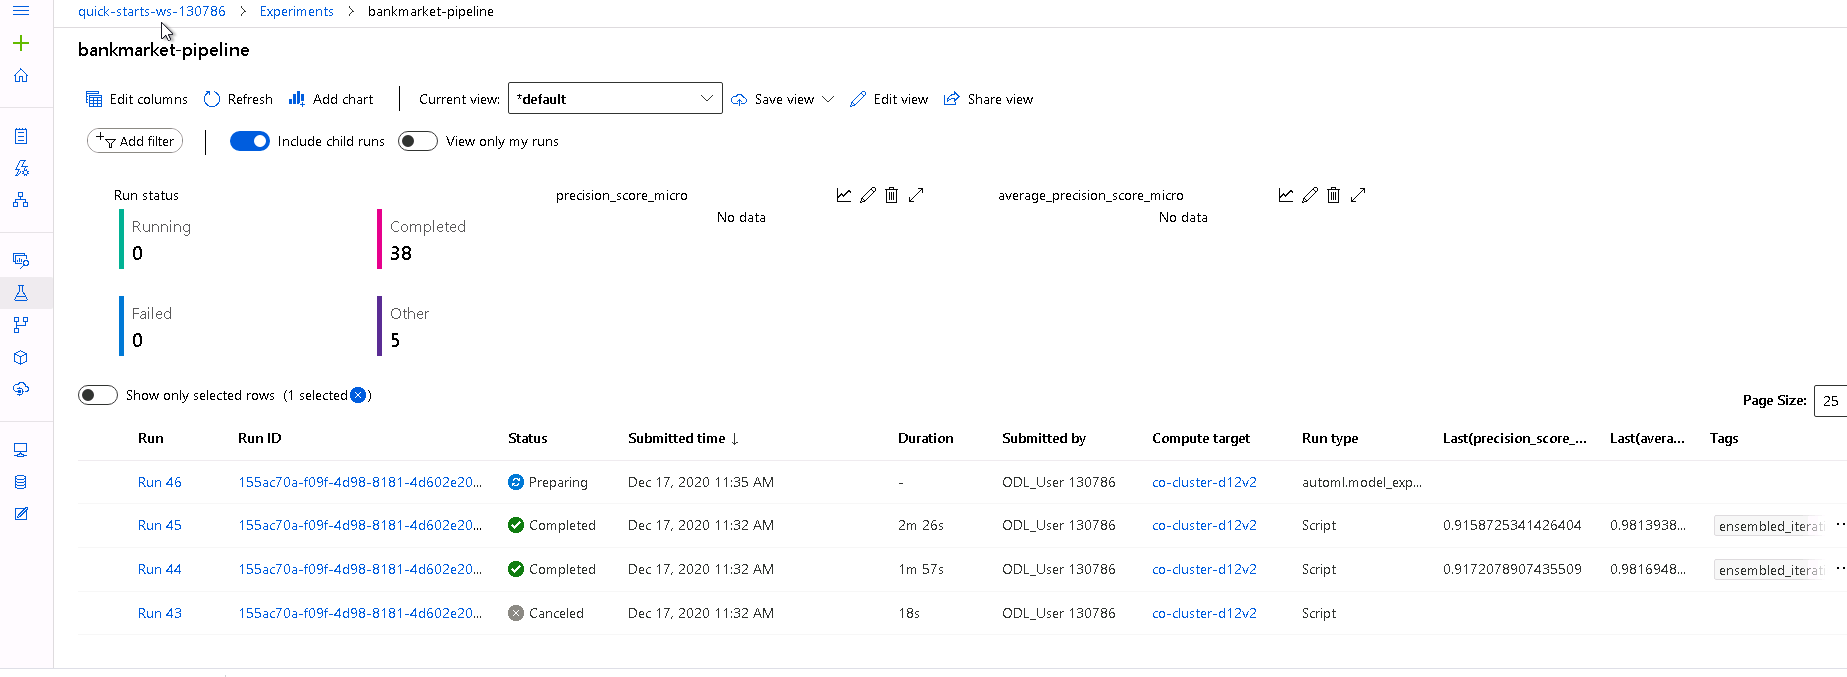 quick-starts-ws-130786 > Experiments > bankmarket-pipeline
bankmarket-pipeline
Edit columns Refresh Add chart Current view: *default Save view Edit view Share view
Add filter Include child runs View only my runs
Run status precision_score_micro average_precision_score_micro
No data No data
Running Completed
0 38
Failed Other
0 5
Show only selected rows (1 selected )
Page Size: 25
Run Run ID Status Submitted time ↓ Duration Submitted by Compute target Run type Last(precision_score_... Last(avera... Tags
Run 46 155ac70a-f09f-4d98-8181-4d602e20... Preparing Dec 17, 2020 11:35 AM - ODL_User 130786 co-cluster-d12v2 automl.model_exp...
Run 45 155ac70a-f09f-4d98-8181-4d602e20... Completed Dec 17, 2020 11:32 AM 2m 26s ODL_User 130786 co-cluster-d12v2 Script 0.9158725341426404 0.9813938... ensembled_iterati
Run 44 155ac70a-f09f-4d98-8181-4d602e20... Completed Dec 17, 2020 11:32 AM 1m 57s ODL_User 130786 co-cluster-d12v2 Script 0.9172078907435509 0.9816948... ensembled_iterati
Run 43 155ac70a-f09f-4d98-8181-4d602e20... Canceled Dec 17, 2020 11:32 AM 18s ODL_User 130786 co-cluster-d12v2 Script